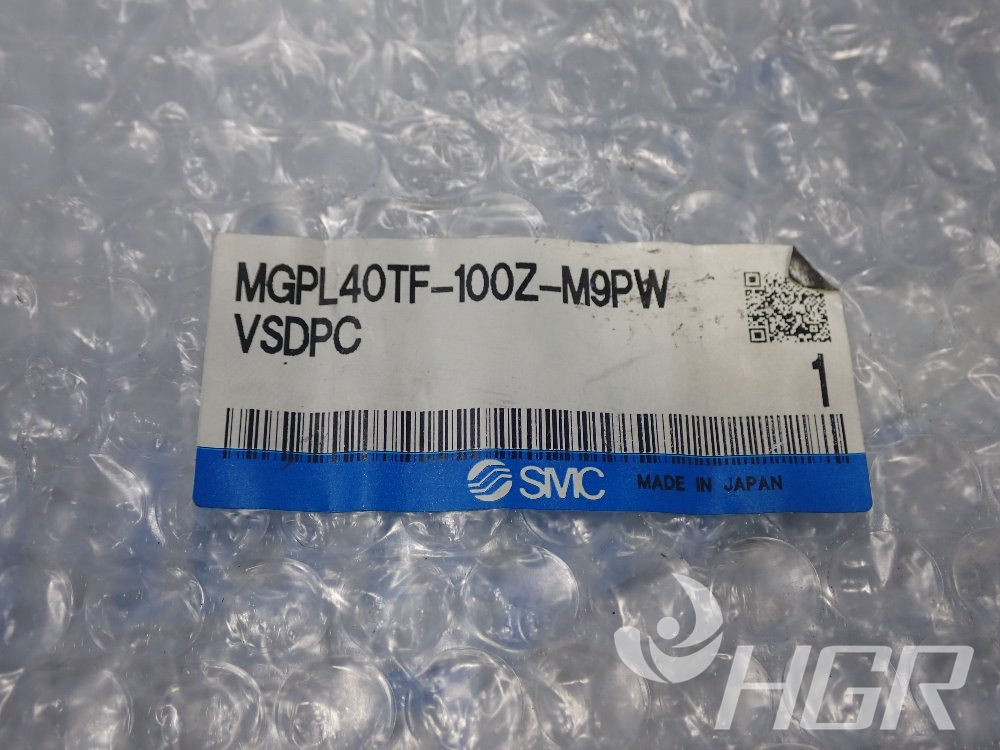 MGPL40TF-100Z-M9PW
VSDPC
1
SMC MADE IN JAPAN
HGR